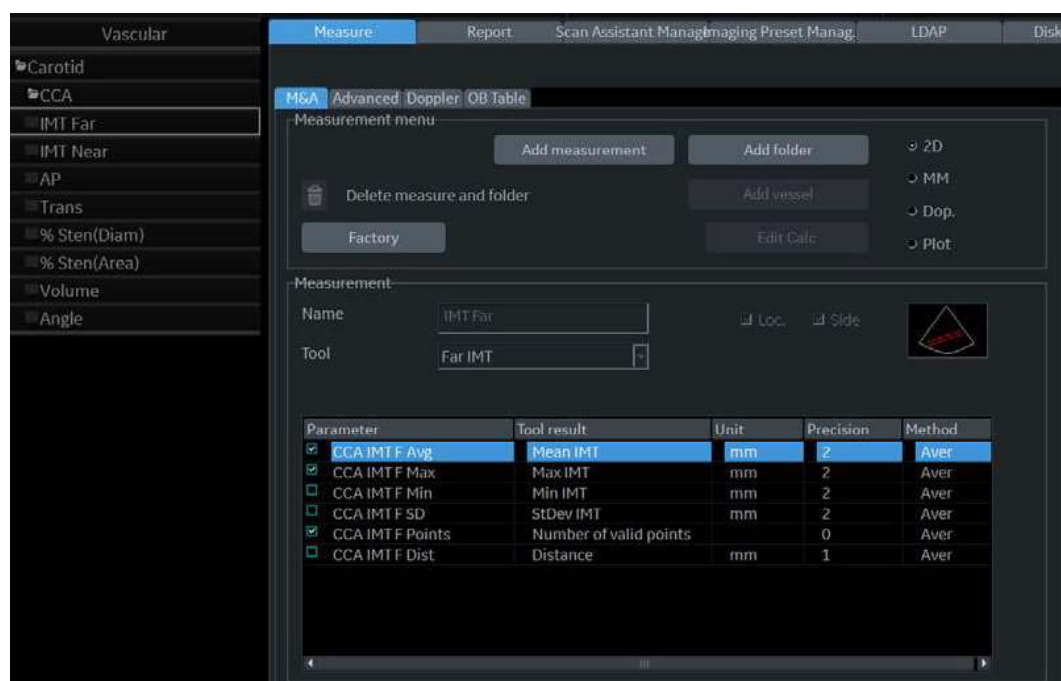 Vascular
Measure Report Scan Assistant Manag Imaging Preset Manag. LDAP Disk
Carotid
CCA
IMT Far
IMT Near
AP
Trans
% Sten(Diam)
% Sten(Area)
Volume
Angle
M&A Advanced Doppler OB Table
Measurement menu
Add measurement Add folder 2D
MM
Delete measure and folder Add vessel
Dop.
Factory Edit Calc Plot
Measurement
Name IMT Far Loc. Side
Tool Far IMT
Parameter Tool result Unit Precision Method
CCA IMT F Avg Mean IMT mm 2 Aver
CCA IMT F Max Max IMT mm 2 Aver
CCA IMT F Min Min IMT mm 2 Aver
CCA IMT F SD StDev IMT mm 2 Aver
CCA IMT F Points Number of valid points 0 Aver
CCA IMT F Dist Distance mm 1 Aver